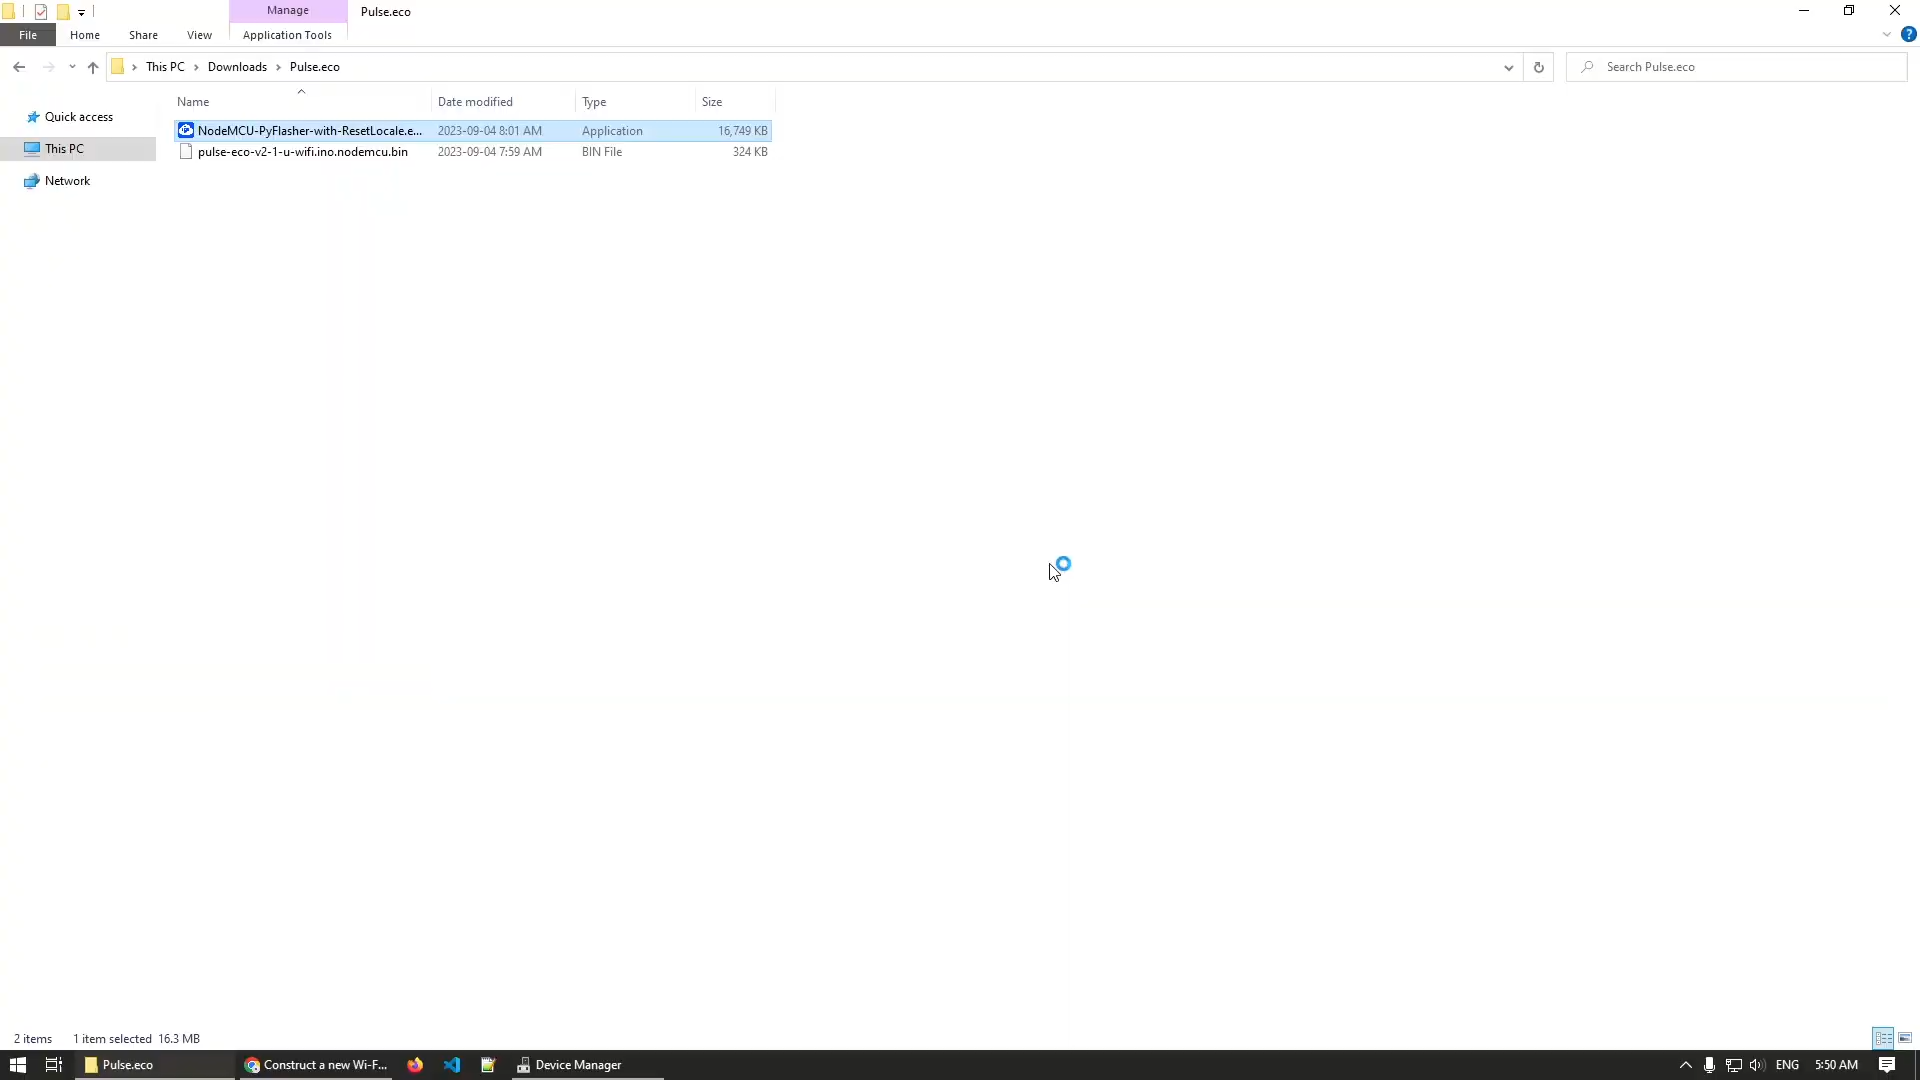 Manage
Pulse.eco
File
Home
Share
View
Application Tools
This PC
Downloads
Pulse.eco
Search Pulse.eco
Name
Date modified
Type
Size
Quick access
This PC
Network
NodeMCU-PyFlasher-with-ResetLocale.e... 2023-09-04 8:01 AM Application 16,749 KB
pulse-eco-v2-1-u-wifi.ino.nodemcu.bin 2023-09-04 7:59 AM BIN File 324 KB
2 items 1 item selected 16.3 MB
Pulse.eco
Construct a new Wi-F...
Device Manager
ENG
5:50 AM